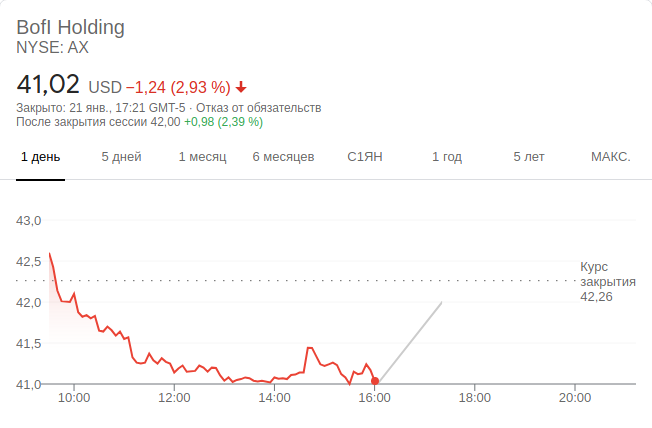 BofI Holding
NYSE: AX
41,02 USD −1,24 (2,93 %)
Закрыто: 21 янв., 17:21 GMT-5 · Отказ от обязательств
После закрытия сессии 42,00 +0,98 (2,39 %)
1 день 5 дней 1 месяц 6 месяцев С1ЯН 1 год 5 лет МАКС.
43,0
42,5
42,0
41,5
41,0
Курс
закрытия
42,26
10:00 12:00 14:00 16:00 18:00 20:00